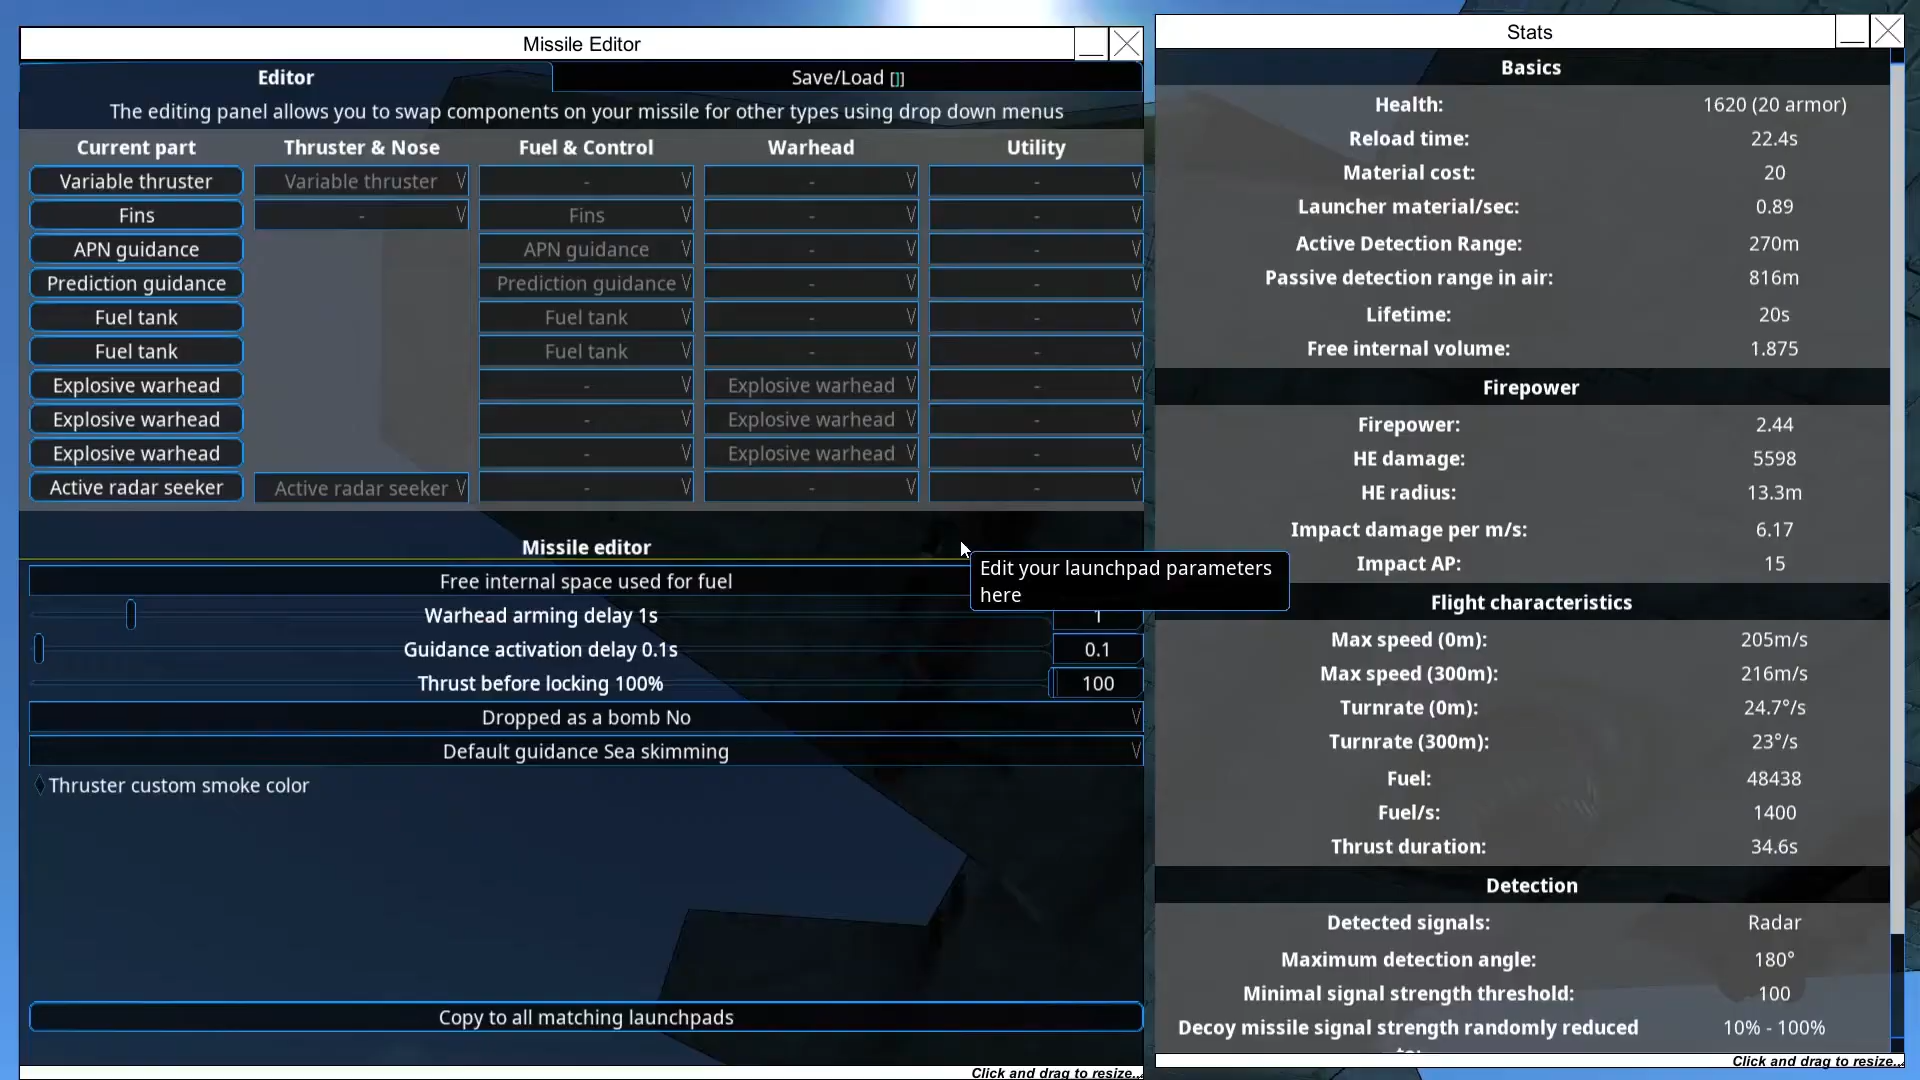 Missile Editor
Editor
Save/Load []]
The editing panel allows you to swap components on your missile for other types using drop down menus
Current part Thruster & Nose Fuel & Control Warhead Utility
Variable thruster Variable thruster V - V - V - V
Fins - V Fins V - V - V
APN guidance APN guidance V - V - V
Prediction guidance Prediction guidance V - V - V
Fuel tank Fuel tank V - V - V
Fuel tank Fuel tank V - V - V
Explosive warhead - V Explosive warhead V - V
Explosive warhead - V Explosive warhead V - V
Explosive warhead - V Explosive warhead V - V
Active radar seeker Active radar seeker V - V - V - V
Missile editor
Free internal space used for fuel
Warhead arming delay 1s 1
Guidance activation delay 0.1s 0.1
Thrust before locking 100% 100
Dropped as a bomb No V
Default guidance Sea skimming V
Thruster custom smoke color
Copy to all matching launchpads
Click and drag to resize...
Edit your launchpad parameters
here
Stats
Basics
Health: 1620 (20 armor)
Reload time: 22.4s
Material cost: 20
Launcher material/sec: 0.89
Active Detection Range: 270m
Passive detection range in air: 816m
Lifetime: 20s
Free internal volume: 1.875
Firepower
Firepower: 2.44
HE damage: 5598
HE radius: 13.3m
Impact damage per m/s: 6.17
Impact AP: 15
Flight characteristics
Max speed (0m): 205m/s
Max speed (300m): 216m/s
Turnrate (0m): 24.7°/s
Turnrate (300m): 23°/s
Fuel: 48438
Fuel/s: 1400
Thrust duration: 34.6s
Detection
Detected signals: Radar
Maximum detection angle: 180°
Minimal signal strength threshold: 100
Decoy missile signal strength randomly reduced 10% - 100%
Click and drag to resize...